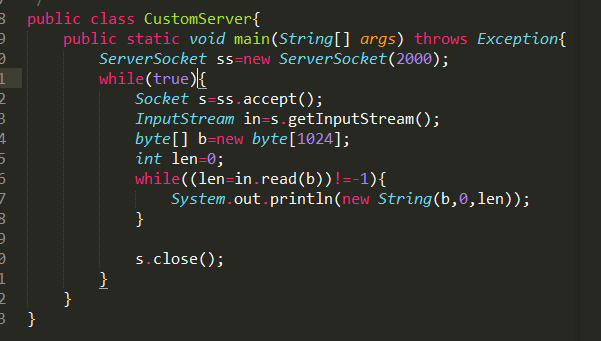 8 public class CustomServer{
9 public static void main(String[] args) throws Exception{
0 ServerSocket ss=new ServerSocket(2000);
1 while(true){
2 Socket s=ss.accept();
3 InputStream in=s.getInputStream();
4 byte[] b=new byte[1024];
5 int len=0;
6 while((len=in.read(b))!=-1){
7 System.out.println(new String(b,0,len));
8 }
9
0 s.close();
1 }
2 }
3 }